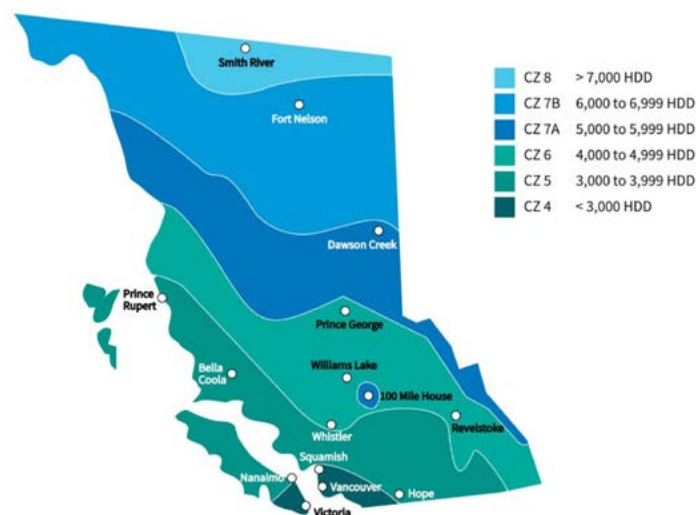 Smith River
Fort Nelson
Dawson Creek
Prince
Rupert
Prince George
Bella
Coola
Williams Lake
100 Mile House
Whistler
Revelstoke
Squamish
Nanaimo
Vancouver
Hope
Victoria
CZ 8 > 7,000 HDD
CZ 7B 6,000 to 6,999 HDD
CZ 7A 5,000 to 5,999 HDD
CZ 6 4,000 to 4,999 HDD
CZ 5 3,000 to 3,999 HDD
CZ 4 < 3,000 HDD